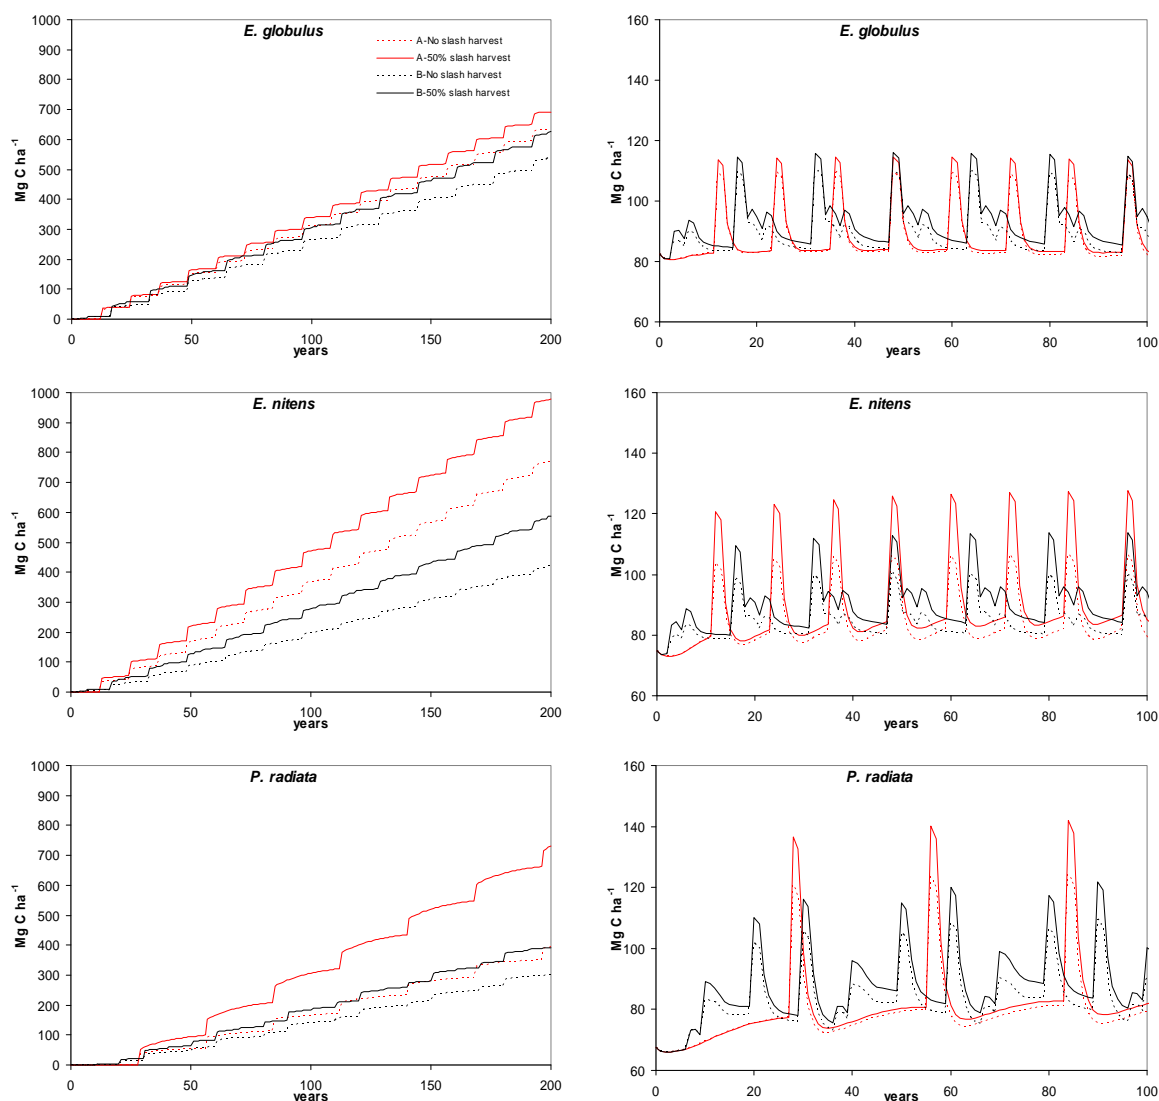 E. globulus
1000
900
800
700
600
500
400
300
200
100
0
Mg C ha-1
A-No slash harvest
A-50% slash harvest
B-No slash harvest
B-50% slash harvest
0 50 100 150 200
years
E. globulus
160
140
120
100
80
60
Mg C ha-1
0 20 40 60 80 100
years
E. nitens
1000
900
800
700
600
500
400
300
200
100
0
Mg C ha-1
0 50 100 150 200
years
E. nitens
160
140
120
100
80
60
Mg C ha-1
0 20 40 60 80 100
years
P. radiata
1000
900
800
700
600
500
400
300
200
100
0
Mg C ha-1
0 50 100 150 200
years
P. radiata
160
140
120
100
80
60
Mg C ha-1
0 20 40 60 80 100
years